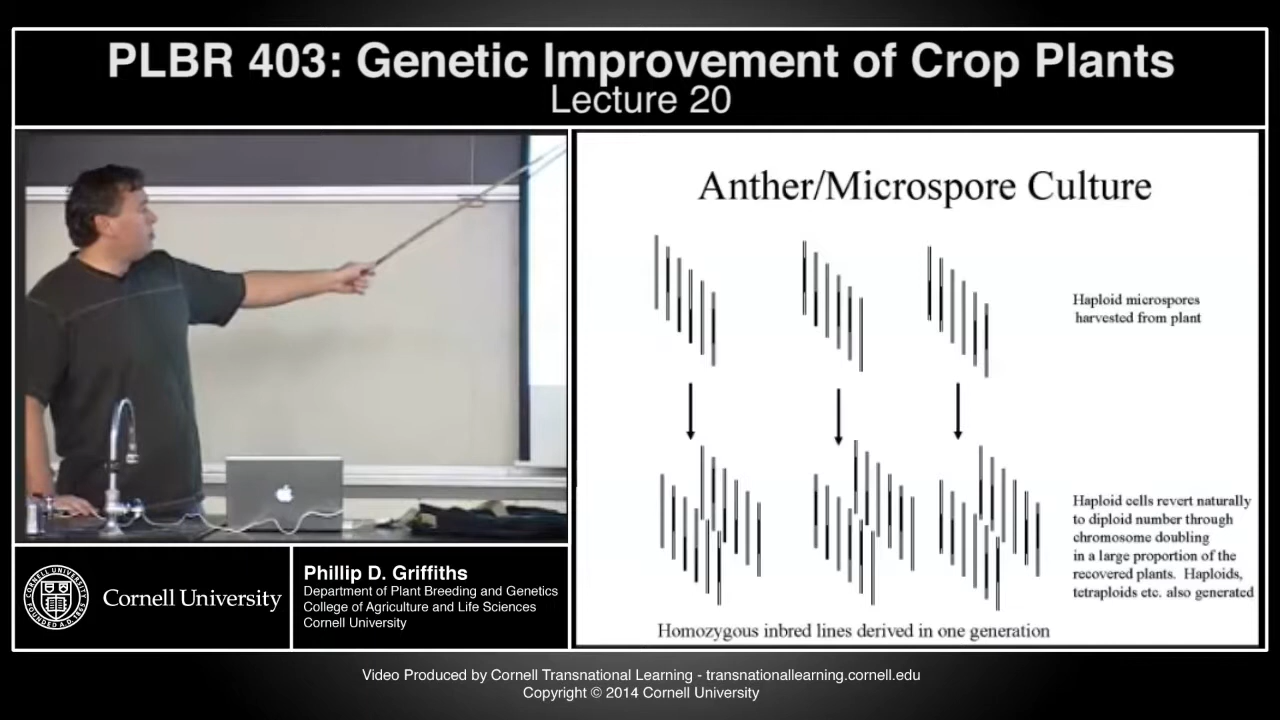 PLBR 403: Genetic Improvement of Crop Plants
Lecture 20
Anther/Microspore Culture
Haploid microspores
harvested from plant
Haploid cells revert naturally
to diploid number through
chromosome doubling
in a large proportion of the
recovered plants. Haploids,
tetraploids etc. also generated
Homozygous inbred lines derived in one generation
Cornell University
Phillip D. Griffiths
Department of Plant Breeding and Genetics
College of Agriculture and Life Sciences
Cornell University
Video Produced by Cornell Transnational Learning - transnationallearning.cornell.edu
Copyright © 2014 Cornell University